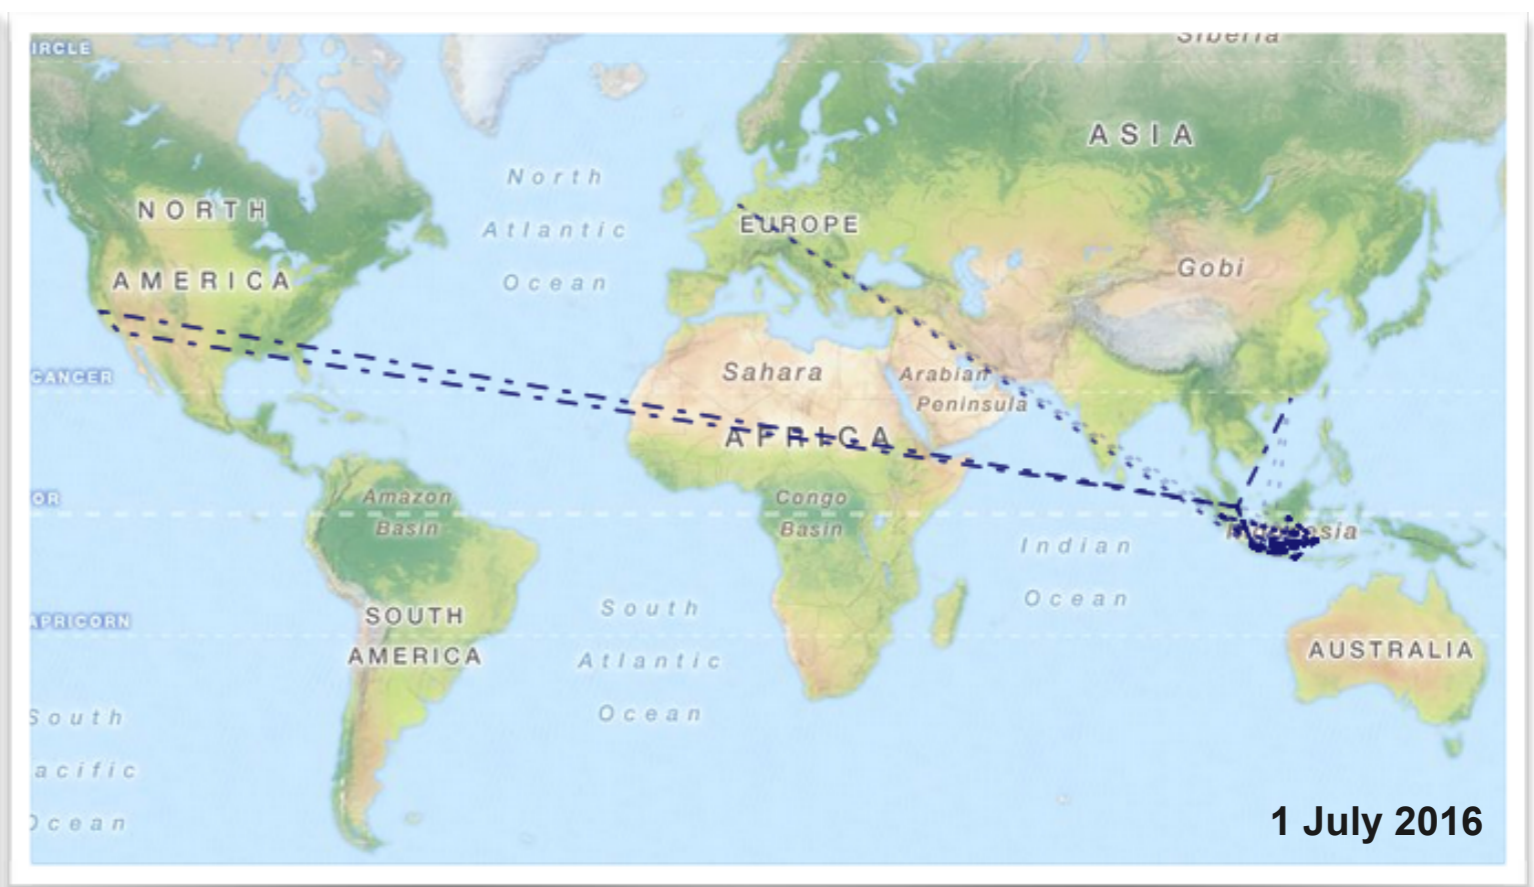 IRCLE
Siberia
ASIA
North
Atlantic
Ocean
NORTH
AMERICA
EUROPE
Gobi
CANCER
Sahara
Arabian
Peninsula
AFRICA
OR
Amazon
Basin
Congo
Basin
Indian
Ocean
APRICORN
SOUTH
AMERICA
South
Atlantic
Ocean
AUSTRALIA
South
acific
Ocean
1 July 2016